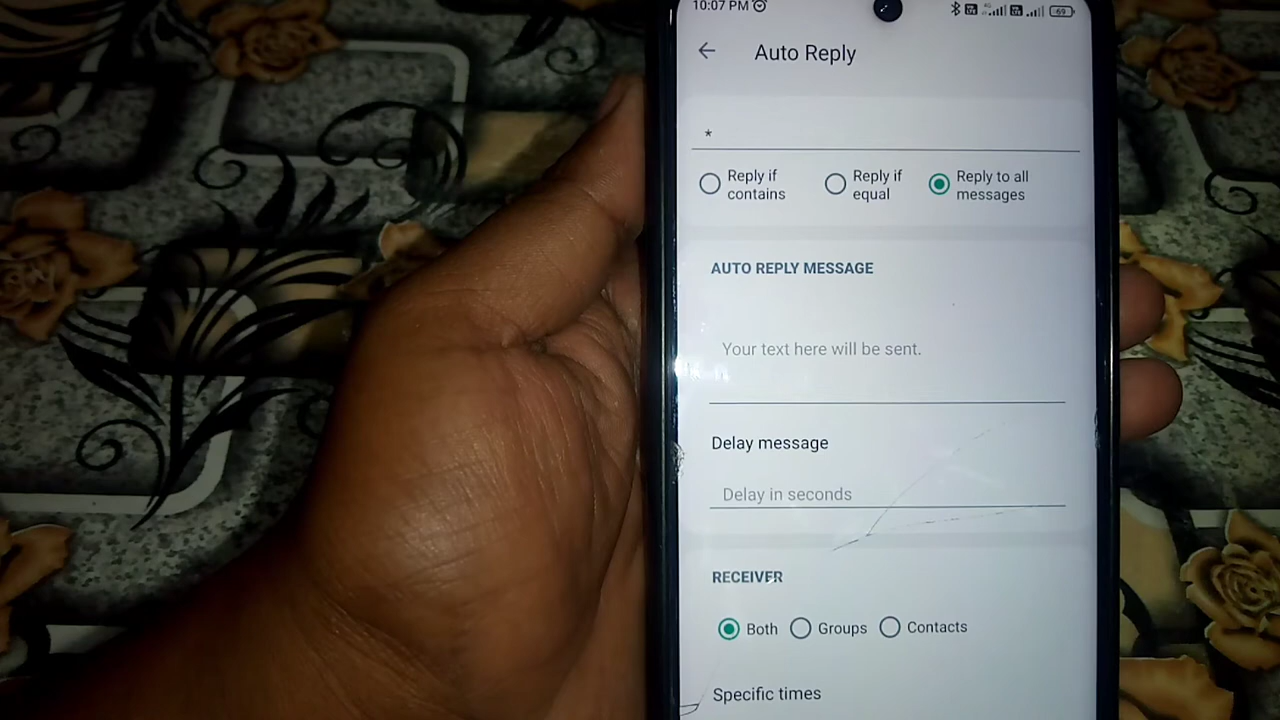 10:07 PM
69
Auto Reply
*
Reply if contains
Reply if equal
Reply to all messages
AUTO REPLY MESSAGE
Your text here will be sent.
Delay message
Delay in seconds
RECEIVER
Both Groups Contacts
Specific times